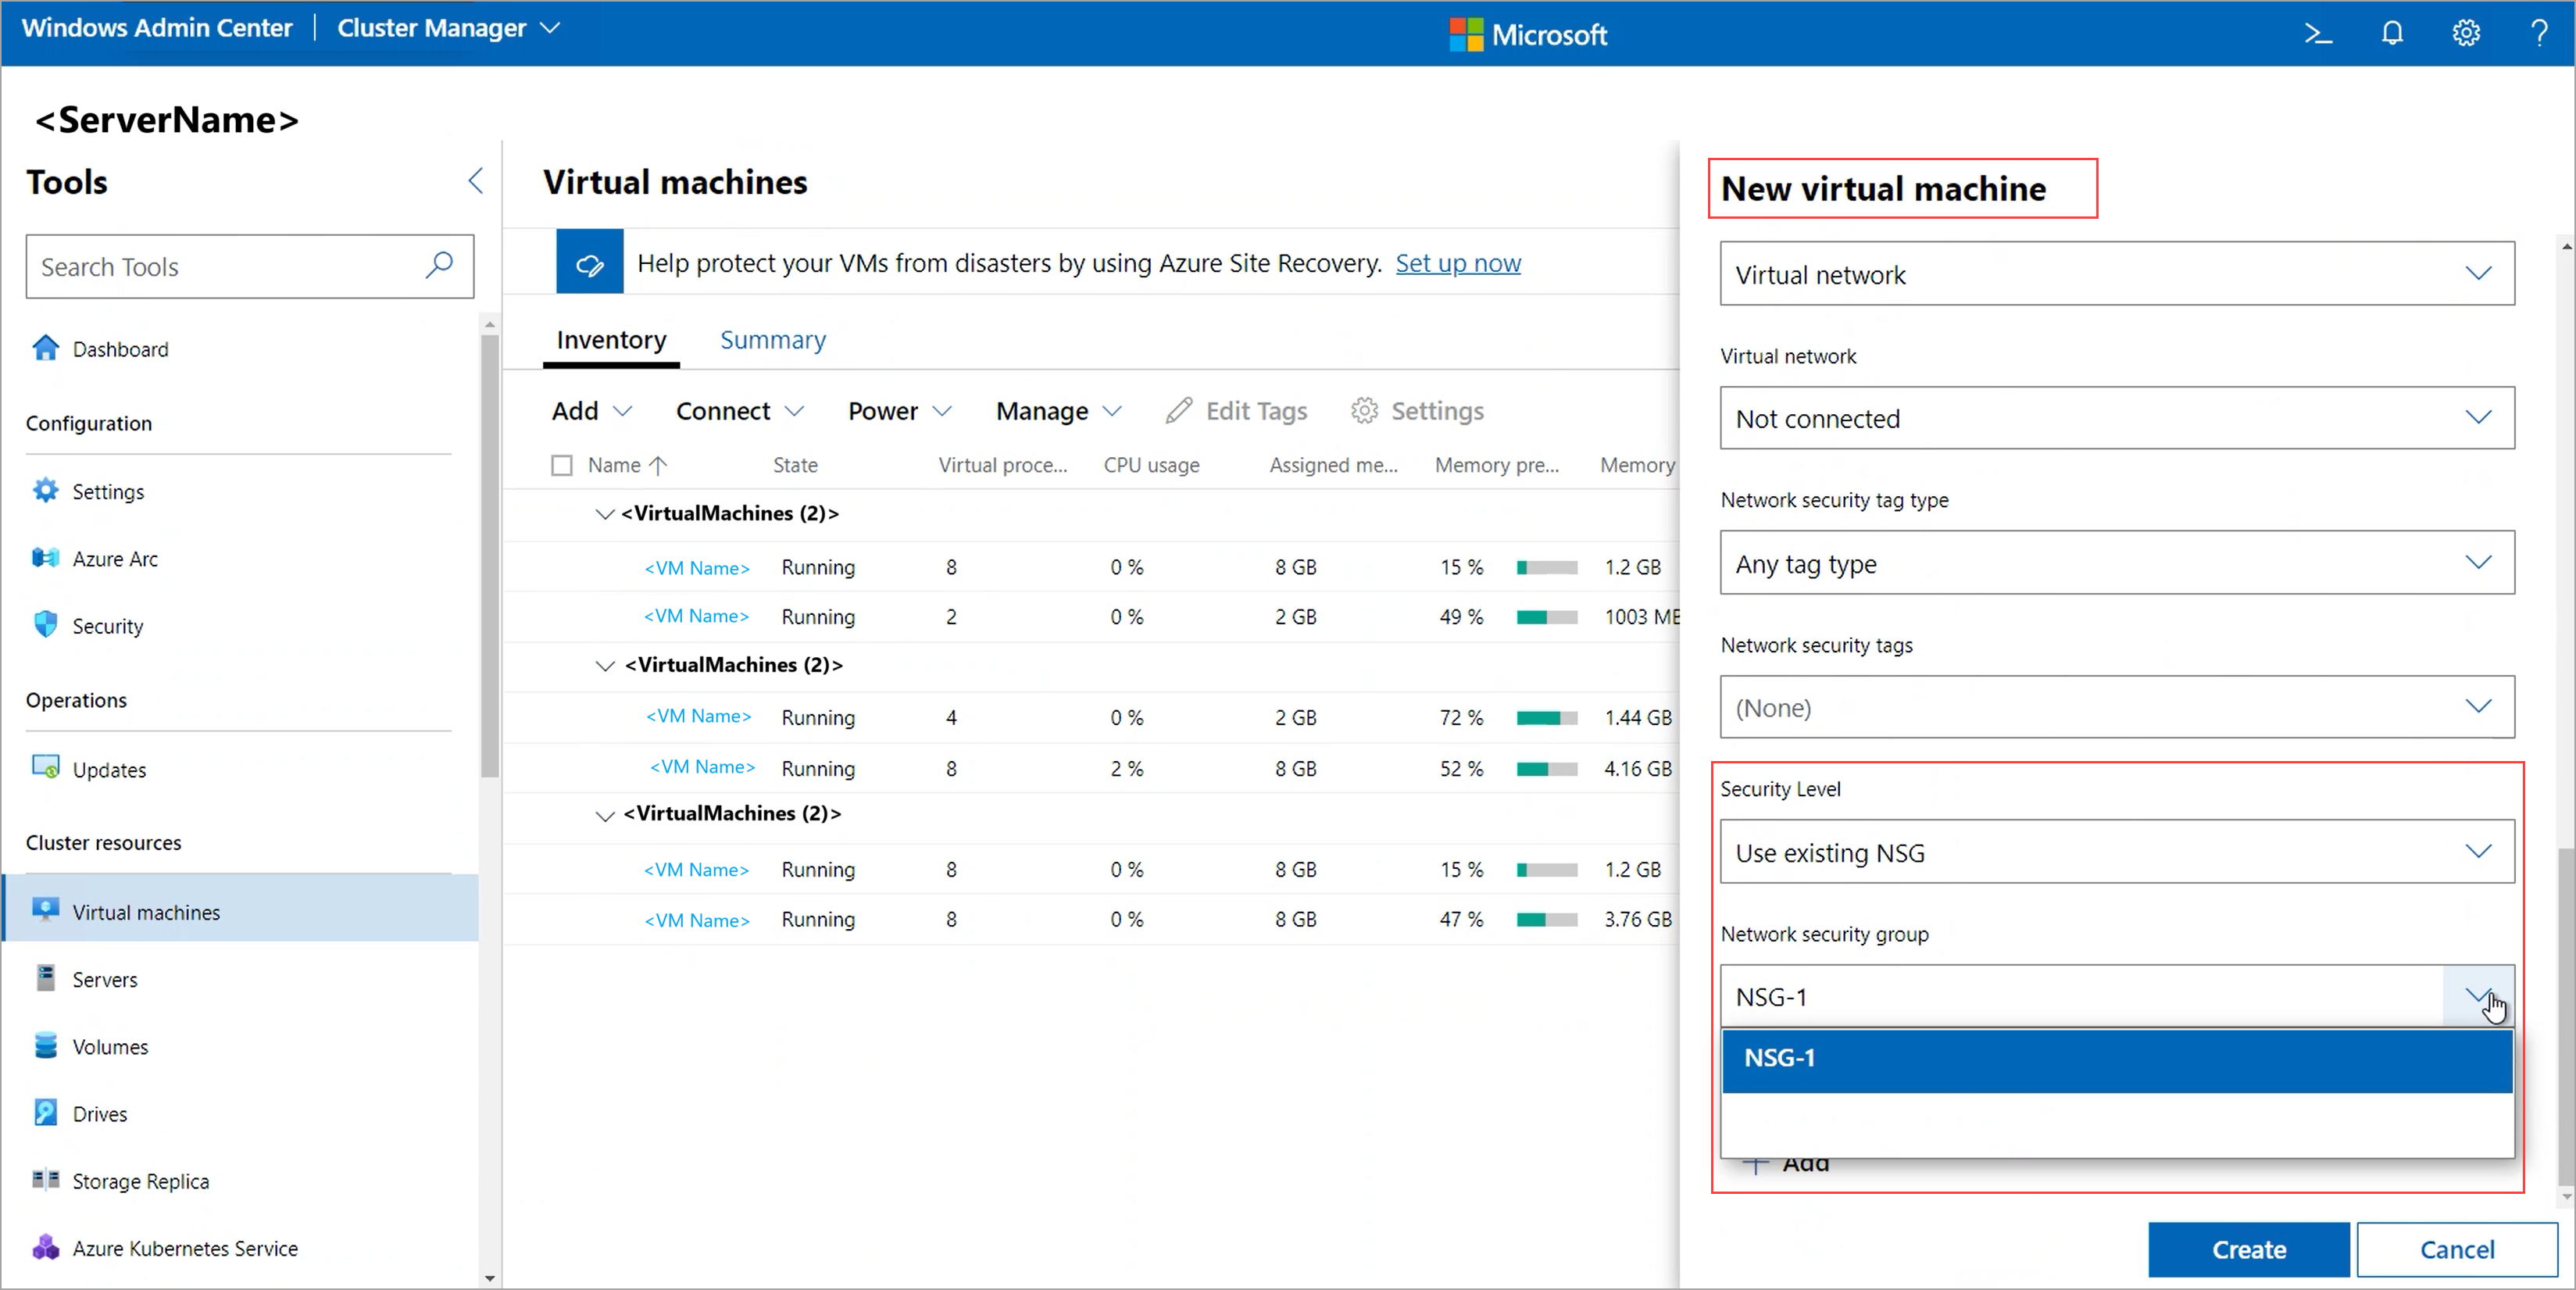 Windows Admin Center | Cluster Manager
Microsoft
<ServerName>
Tools
Search Tools
Dashboard
Configuration
Settings
Azure Arc
Security
Operations
Updates
Cluster resources
Virtual machines
Servers
Volumes
Drives
Storage Replica
Azure Kubernetes Service
Virtual machines
Help protect your VMs from disasters by using Azure Site Recovery. Set up now
Inventory Summary
Add Connect Power Manage Edit Tags Settings
Name State Virtual proce... CPU usage Assigned me... Memory pre... Memory
<VirtualMachines (2)>
<VM Name> Running 8 0 % 8 GB 15 % 1.2 GB
<VM Name> Running 2 0 % 2 GB 49 % 1003 ME
<VirtualMachines (2)>
<VM Name> Running 4 0 % 2 GB 72 % 1.44 GB
<VM Name> Running 8 2 % 8 GB 52 % 4.16 GB
<VirtualMachines (2)>
<VM Name> Running 8 0 % 8 GB 15 % 1.2 GB
<VM Name> Running 8 0 % 8 GB 47 % 3.76 GB
New virtual machine
Virtual network
Virtual network
Not connected
Network security tag type
Any tag type
Network security tags
(None)
Security Level
Use existing NSG
Network security group
NSG-1
NSG-1
+ Add
Create Cancel